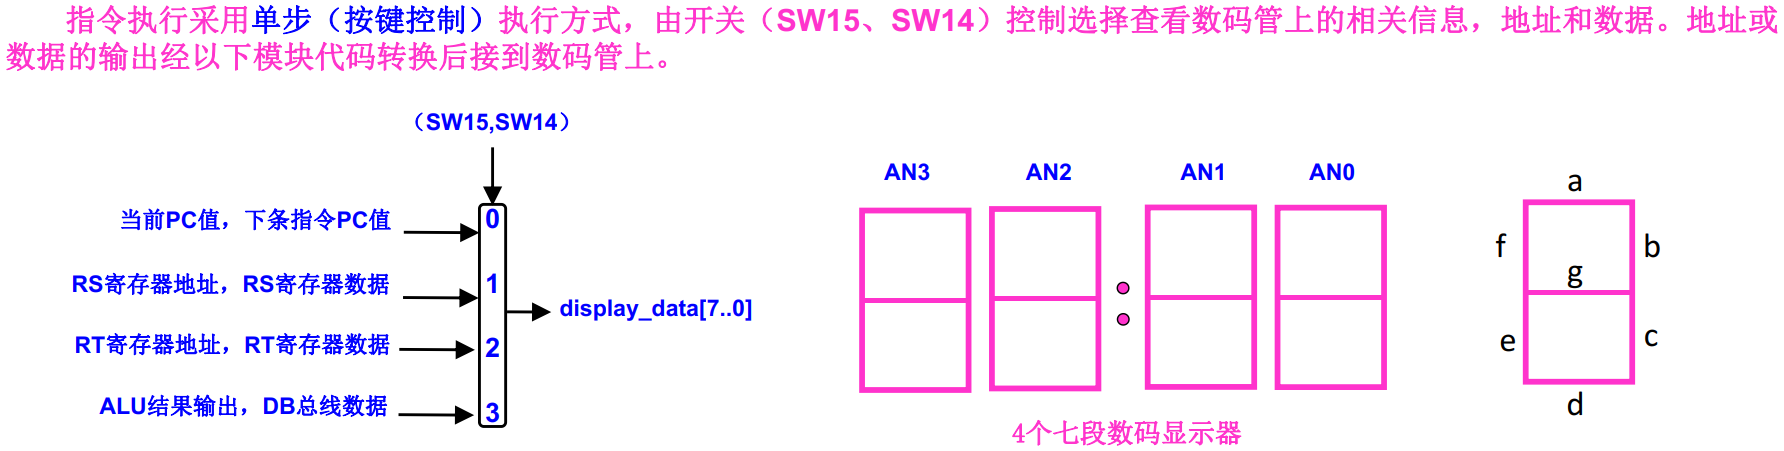 指令执行采用单步（按键控制）执行方式，由开关（SW15、SW14）控制选择查看数码管上的相关信息，地址和数据。地址或
数据的输出经以下模块代码转换后接到数码管上。
（SW15,SW14）
当前PC值，下条指令PC值
0
RS寄存器地址，RS寄存器数据
1
RT寄存器地址，RT寄存器数据
2
ALU结果输出，DB总线数据
3
display_data[7..0]
AN3
AN2
AN1
AN0
4个七段数码显示器
a
f
b
g
e
c
d